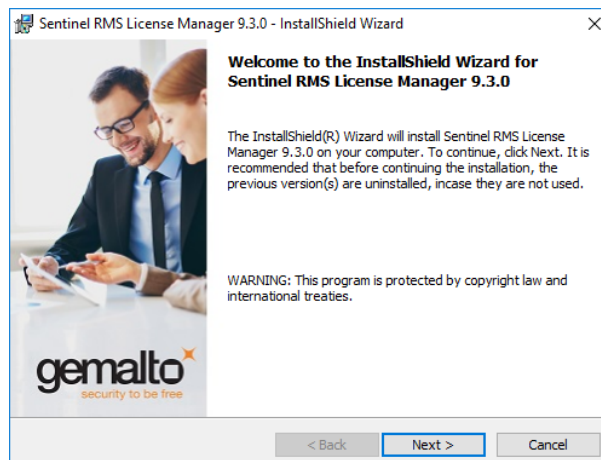 Sentinel RMS License Manager 9.3.0 - InstallShield Wizard
Welcome to the InstallShield Wizard for
Sentinel RMS License Manager 9.3.0
The InstallShield(R) Wizard will install Sentinel RMS License
Manager 9.3.0 on your computer. To continue, click Next. It is
recommended that before continuing the installation, the
previous version(s) are uninstalled, incase they are not used.
WARNING: This program is protected by copyright law and
international treaties.
gemalto
security to be free
< Back
Next >
Cancel